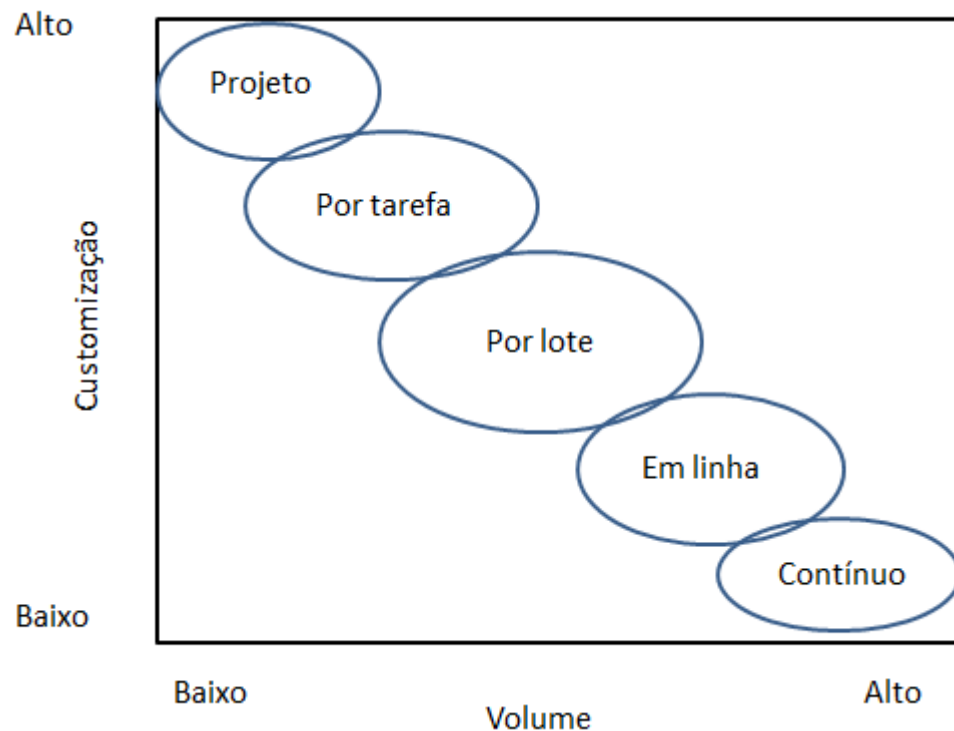 Alto
Projeto
Por tarefa
Customização
Por lote
Em linha
Contínuo
Baixo
Baixo
Alto
Volume